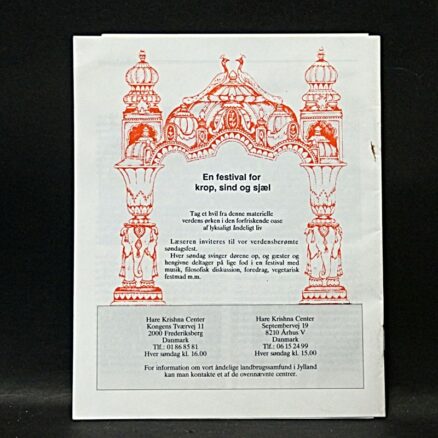 En festival for
krop, sind og sjæl
Tag et hvil fra denne materielle
verdens ørken i den forfriskende oase
af lyksaligt åndeligt liv
Læseren inviteres til vor verdensberømte
søndagsfest.
Hver søndag svinger dørene op, og gæster og
hengivne deltager på lige fod i en festival med
musik, filosofisk diskussion, foredrag, vegetarisk
festmad m.m.
Hare Krishna Center
Kongens Tværvej 11
2000 Frederiksberg
Danmark
Tlf.: 01 86 85 81
Hver søndag kl. 16.00
Hare Krishna Center
Septembervej 19
8210 Århus V
Danmark
Tlf.: 06 15 24 99
Hver søndag kl. 15.00
For information om vort åndelige landbrugssamfund i Jylland
kan man kontakte et af de ovennævnte centrer.